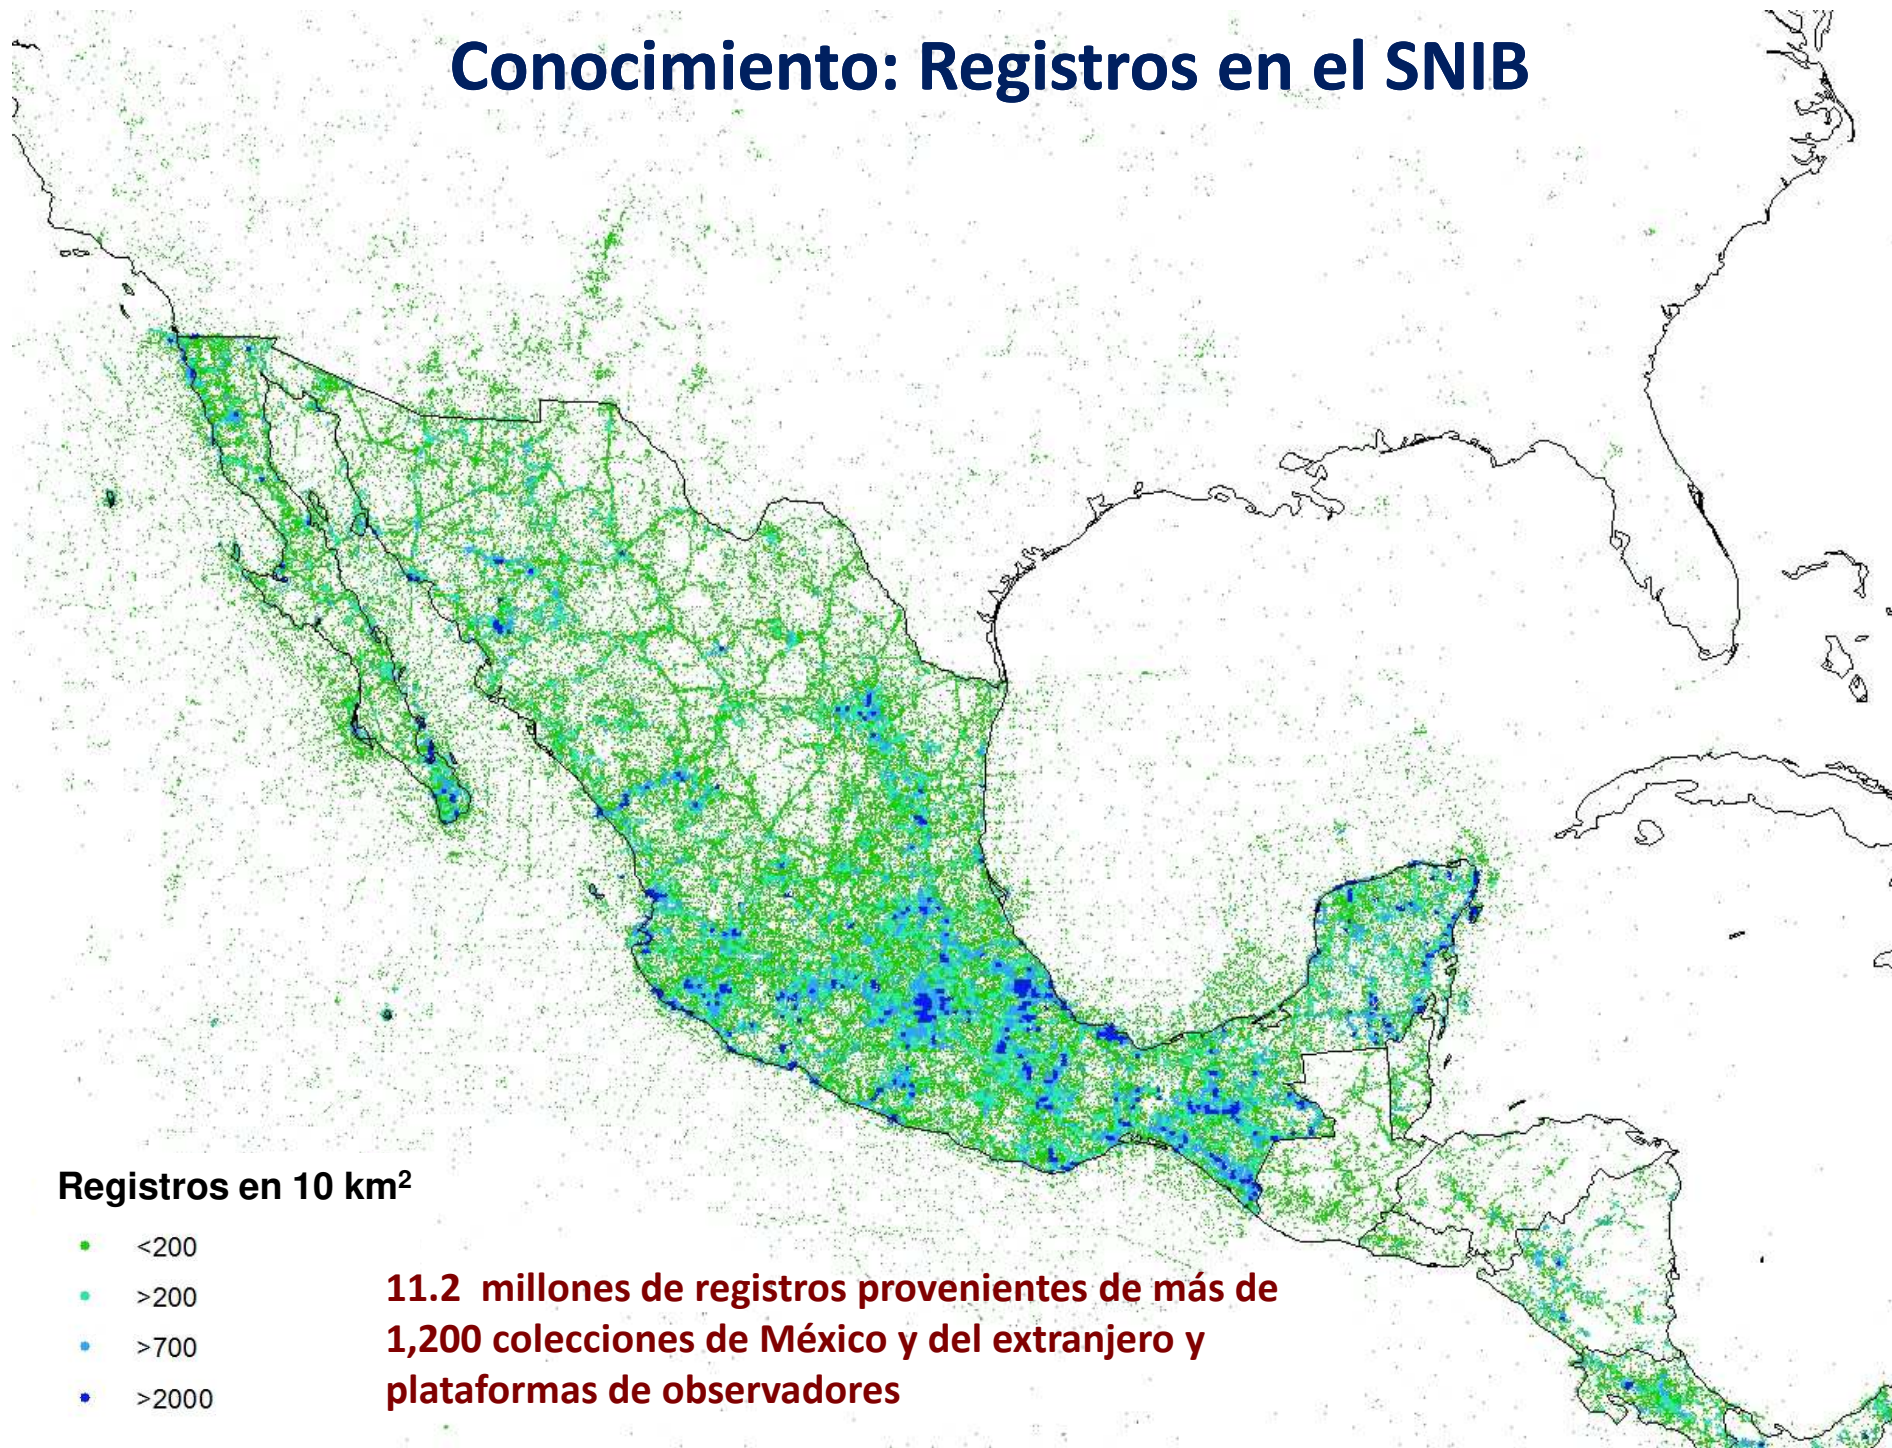 Conocimiento: Registros en el SNIB
Registros en 10 km²
<200
>200
>700
>2000
11.2 millones de registros provenientes de más de
1,200 colecciones de México y del extranjero y
plataformas de observadores